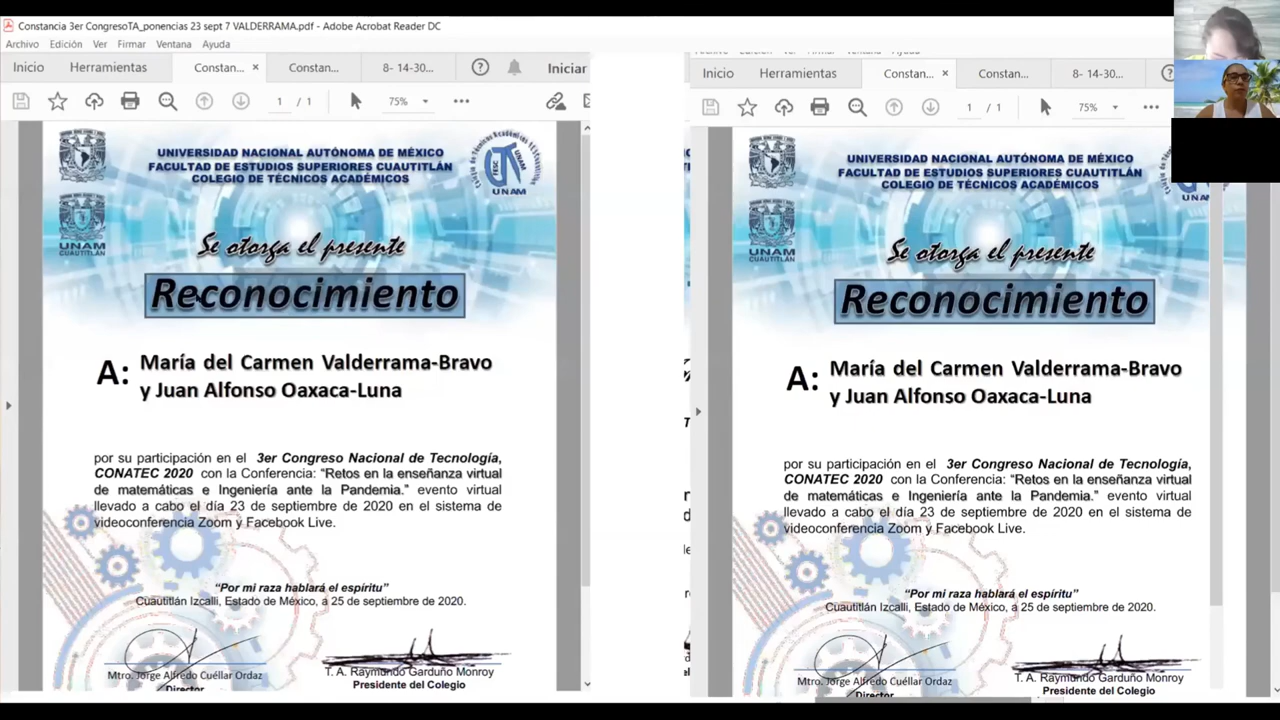 Constancia 3er CongresoTA_ponencias 23 sept 7 VALDERRAMA.pdf - Adobe Acrobat Reader DC
Archivo Edición Ver Firmar Ventana Ayuda
Inicio Herramientas Constan... × Constan... 8- 14-30... Iniciar
1 / 1 75%
UNIVERSIDAD NACIONAL AUTÓNOMA DE MÉXICO
FACULTAD DE ESTUDIOS SUPERIORES CUAUTITLÁN
COLEGIO DE TÉCNICOS ACADÉMICOS
FESC
UNAM
UNAM
CUAUTITLÁN
Se otorga el presente
Reconocimiento
A: María del Carmen Valderrama-Bravo
y Juan Alfonso Oaxaca-Luna
por su participación en el 3er Congreso Nacional de Tecnología,
CONATEC 2020 con la Conferencia: "Retos en la enseñanza virtual
de matemáticas e Ingeniería ante la Pandemia." evento virtual
llevado a cabo el día 23 de septiembre de 2020 en el sistema de
videoconferencia Zoom y Facebook Live.
"Por mi raza hablará el espíritu"
Cuautitlán Izcalli, Estado de México, a 25 de septiembre de 2020.
Mtro. Jorge Alfredo Cuéllar Ordaz
Director
T. A. Raymundo Garduño Monroy
Presidente del Colegio
Inicio Herramientas Constan... × Constan... 8- 14-30...
1 / 1 75%
UNIVERSIDAD NACIONAL AUTÓNOMA DE MÉXICO
FACULTAD DE ESTUDIOS SUPERIORES CUAUTITLÁN
COLEGIO DE TÉCNICOS ACADÉMICOS
UNAM
CUAUTITLÁN
Se otorga el presente
Reconocimiento
A: María del Carmen Valderrama-Bravo
y Juan Alfonso Oaxaca-Luna
por su participación en el 3er Congreso Nacional de Tecnología,
CONATEC 2020 con la Conferencia: "Retos en la enseñanza virtual
de matemáticas e Ingeniería ante la Pandemia." evento virtual
llevado a cabo el día 23 de septiembre de 2020 en el sistema de
videoconferencia Zoom y Facebook Live.
"Por mi raza hablará el espíritu"
Cuautitlán Izcalli, Estado de México, a 25 de septiembre de 2020.
Mtro. Jorge Alfredo Cuéllar Ordaz
Director
T. A. Raymundo Garduño Monroy
Presidente del Colegio